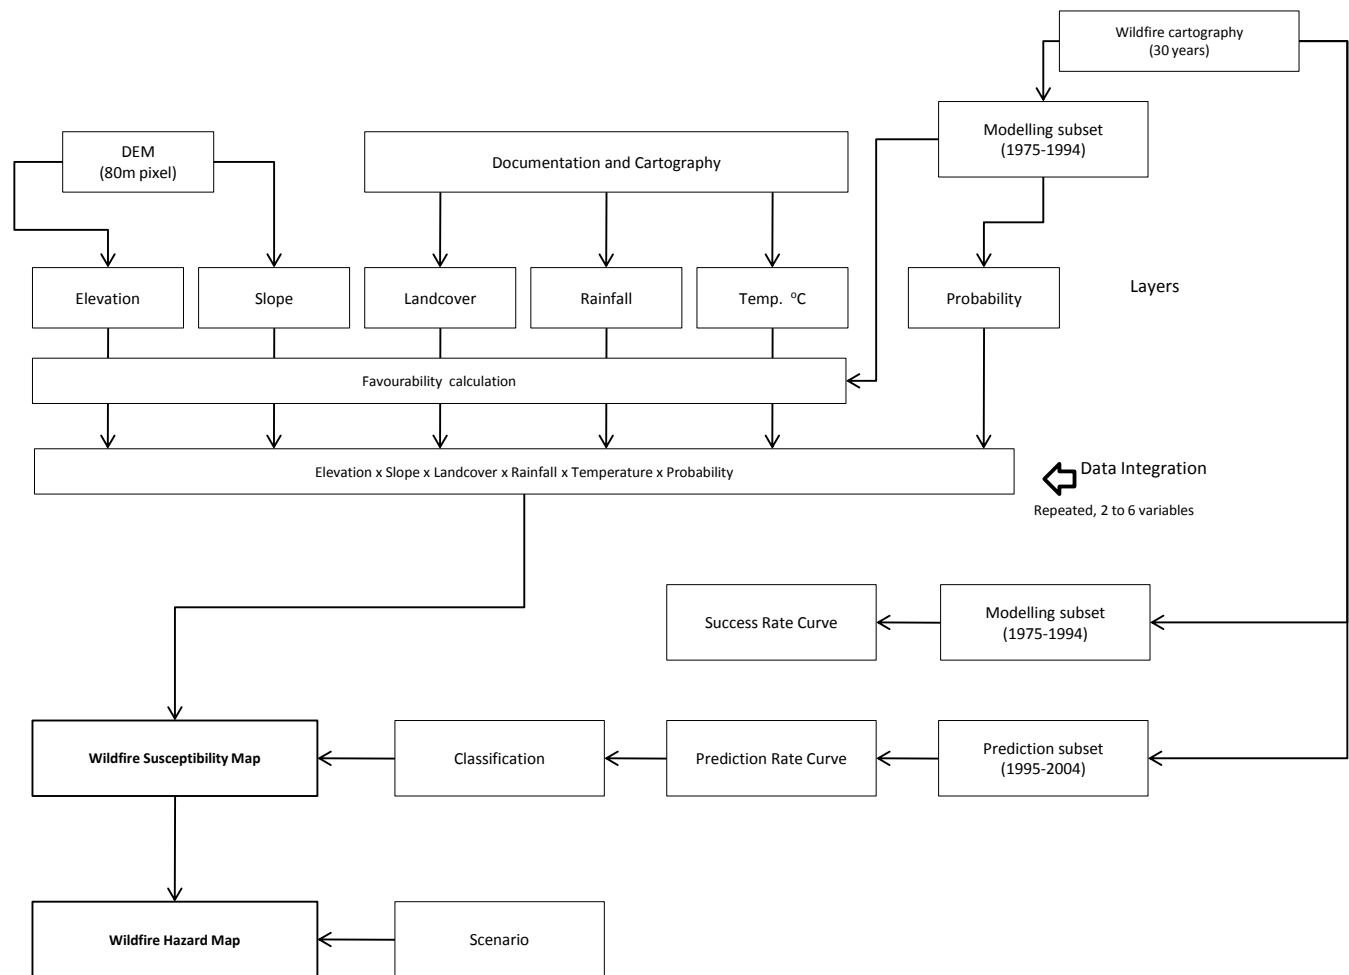 Wildfire cartography
(30 years)
Modelling subset
(1975-1994)
DEM
(80m pixel)
Documentation and Cartography
Elevation
Slope
Landcover
Rainfall
Temp. °C
Probability
Layers
Favourability calculation
Elevation x Slope x Landcover x Rainfall x Temperature x Probability
Data Integration
Repeated, 2 to 6 variables
Success Rate Curve
Modelling subset
(1975-1994)
Wildfire Susceptibility Map
Classification
Prediction Rate Curve
Prediction subset
(1995-2004)
Wildfire Hazard Map
Scenario